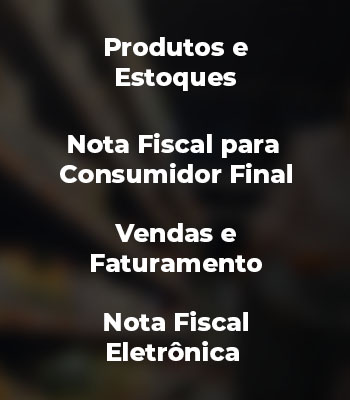 Produtos e
Estoques
Nota Fiscal para
Consumidor Final
Vendas e
Faturamento
Nota Fiscal
Eletrônica